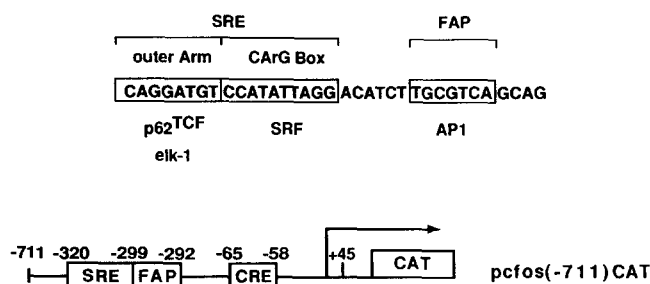 SRE FAP
outer Arm CArG Box
CAGGATGT CCATATTAGG ACATCT TGCGTCA GCAG
p62TCF SRF AP1
elk-1
-711 -320 -299 -292 -65 -58 +45
SRE FAP CRE CAT pcfos(-711)CAT